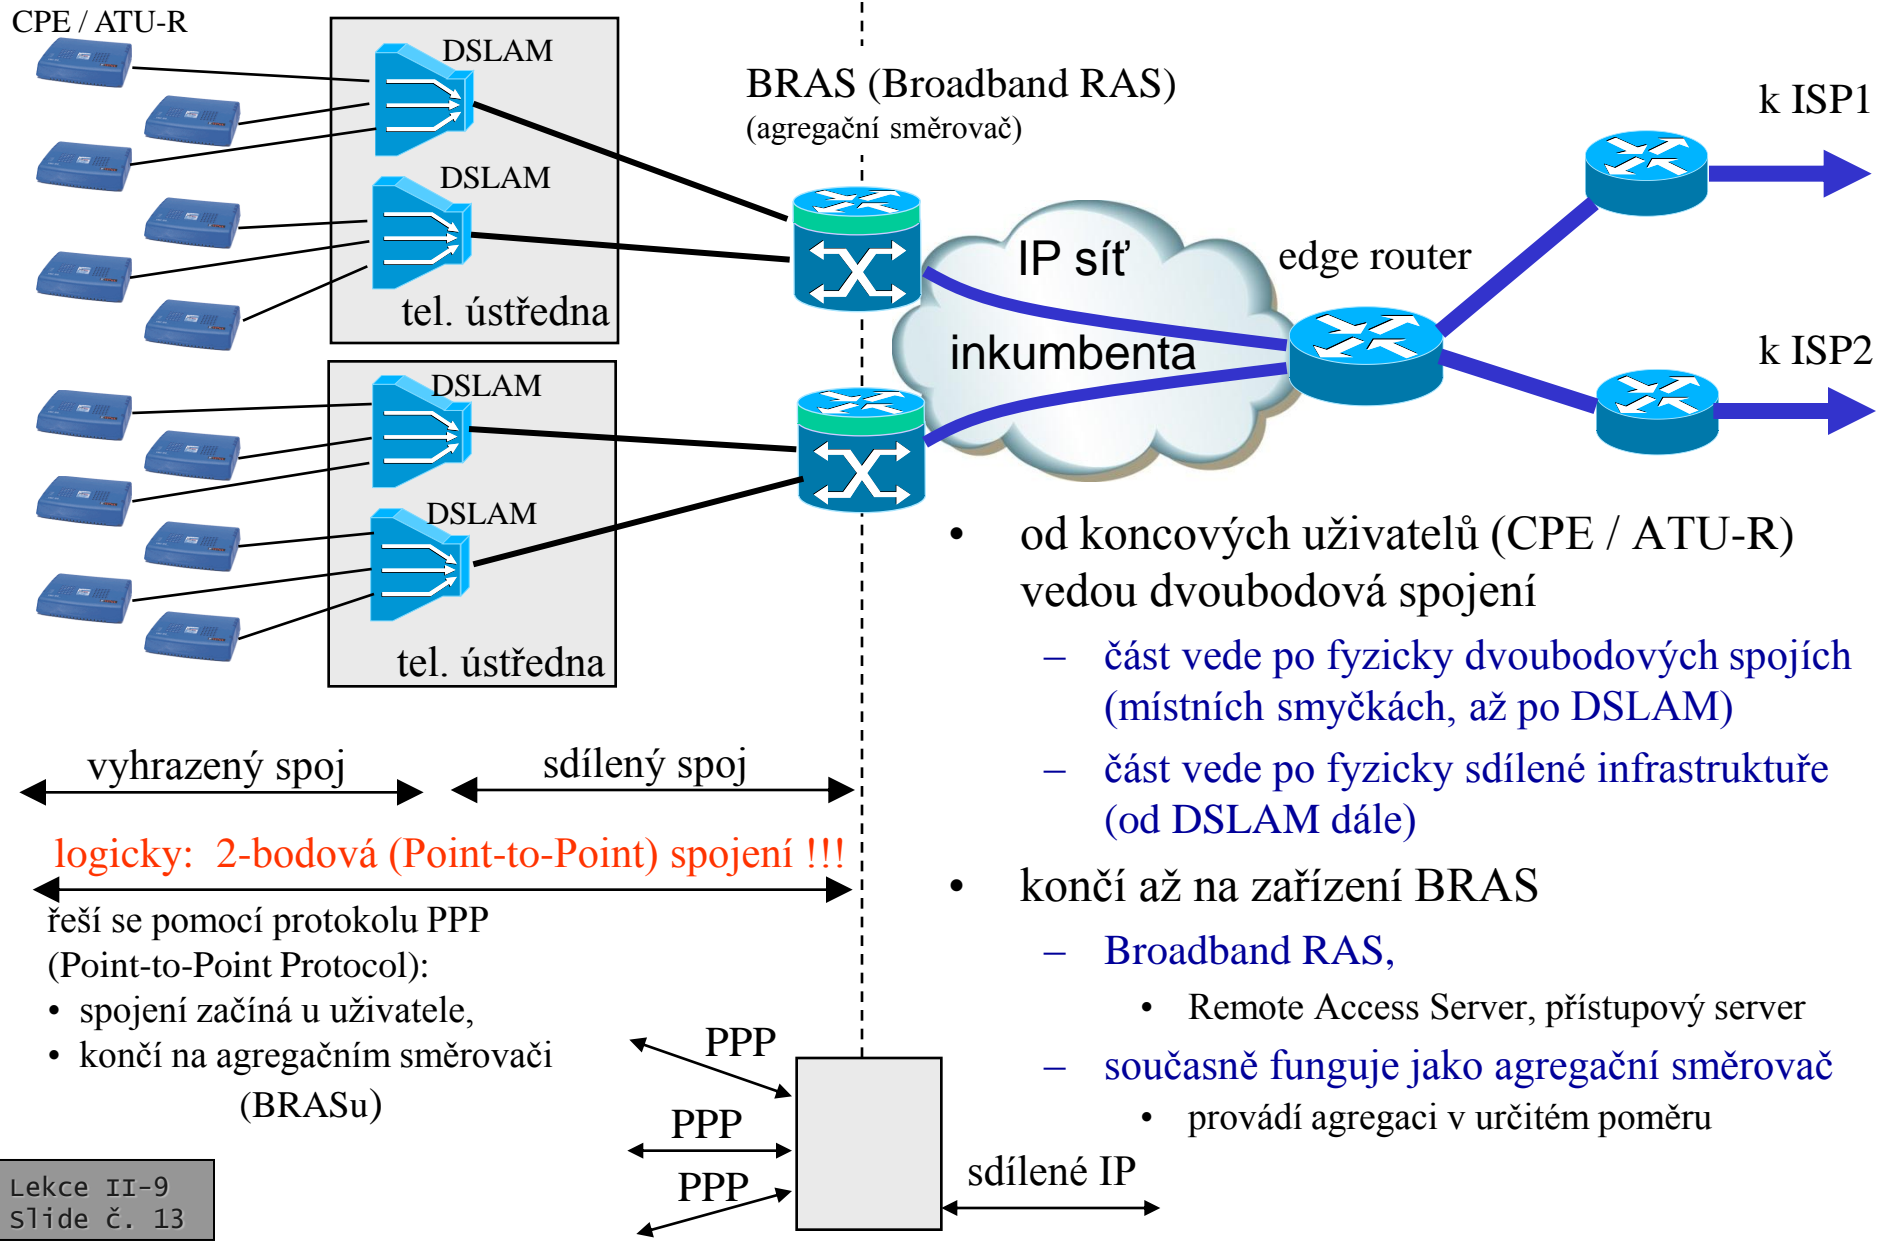 CPE / ATU-R
DSLAM
DSLAM
tel. ústředna
DSLAM
DSLAM
tel. ústředna
BRAS (Broadband RAS)
(agregační směrovač)
IP síť
inkumbenta
edge router
k ISP1
k ISP2
vyhrazený spoj
sdílený spoj
logicky: 2-bodová (Point-to-Point) spojení !!!
řeší se pomocí protokolu PPP
(Point-to-Point Protocol):
• spojení začíná u uživatele,
• končí na agregačním směrovači
(BRASu)
PPP
PPP
PPP
sdílené IP
• od koncových uživatelů (CPE / ATU-R)
vedou dvoubodová spojení
– část vede po fyzicky dvoubodových spojích
(místních smyčkách, až po DSLAM)
– část vede po fyzicky sdílené infrastruktuře
(od DSLAM dále)
• končí až na zařízení BRAS
– Broadband RAS,
• Remote Access Server, přístupový server
– současně funguje jako agregační směrovač
• provádí agregaci v určitém poměru
Lekce II-9
Slide č. 13